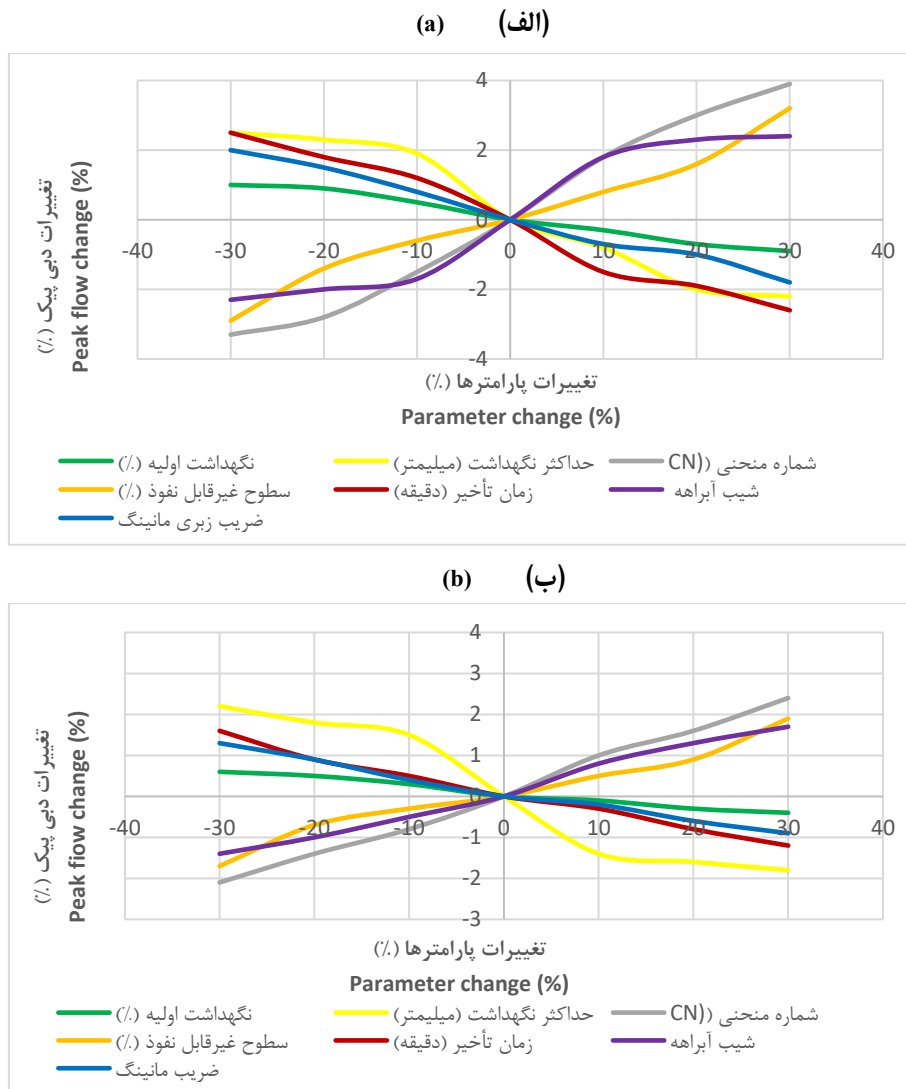 (a) (الف)
4
2
0
-2
-4
-40 -30 -20 -10 0 10 20 30 40
تغییرات دبی پیک (٪)
Peak flow change (%)
تغییرات پارامترها (٪)
Parameter change (%)
نگهداشت اولیه (٪)
حداکثر نگهداشت (میلیمتر)
شماره منحنی ((CN
سطوح غیرقابل نفوذ (٪)
زمان تأخیر (دقیقه)
شیب آبراهه
ضریب زبری مانینگ
(b) (ب)
4
3
2
1
0
-1
-2
-3
-40 -30 -20 -10 0 10 20 30 40
تغییرات دبی پیک (٪)
Peak fiow change (%)
تغییرات پارامترها (٪)
Parameter change (%)
نگهداشت اولیه (٪)
حداکثر نگهداشت (میلیمتر)
شماره منحنی ((CN
سطوح غیرقابل نفوذ (٪)
زمان تأخیر (دقیقه)
شیب آبراهه
ضریب مانینگ